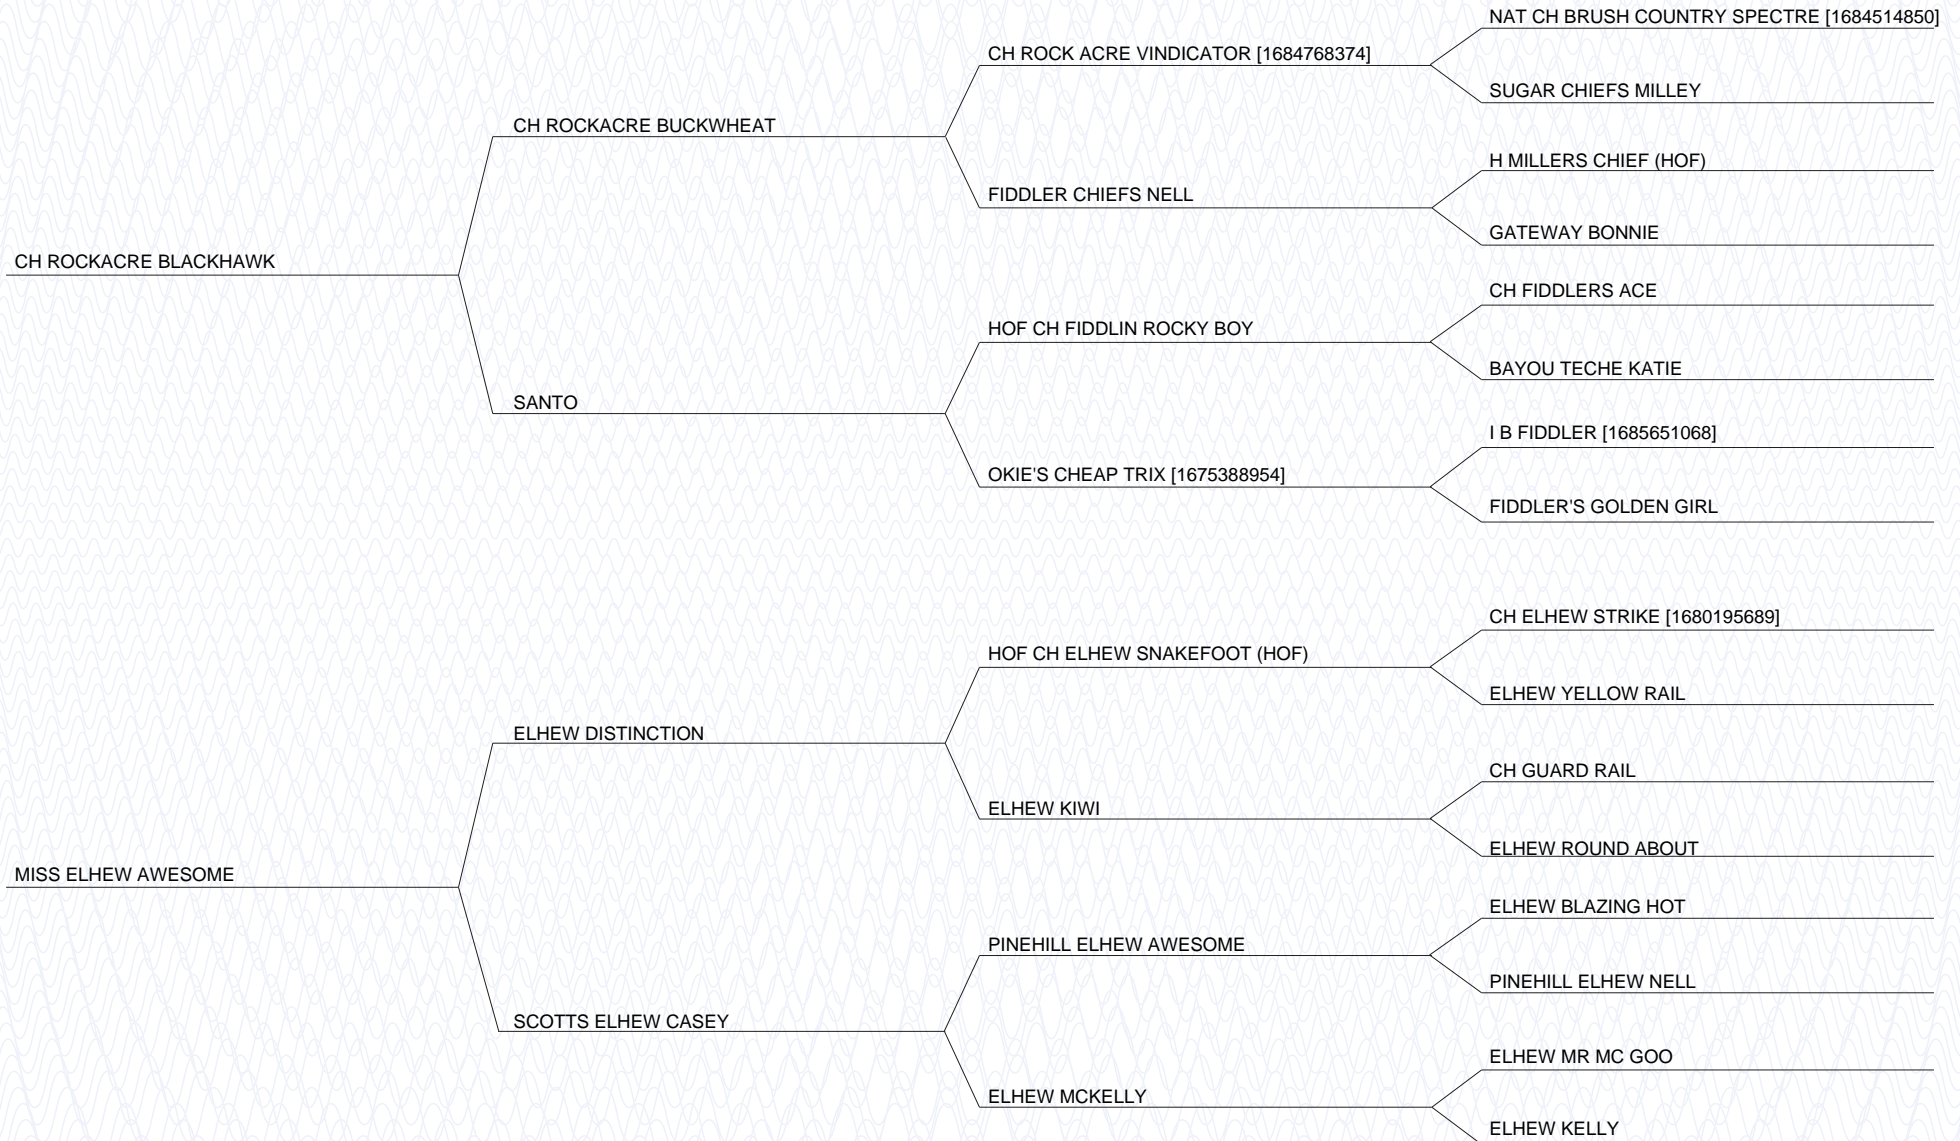 NAT CH BRUSH COUNTRY SPECTRE [1684514850]
CH ROCK ACRE VINDICATOR [1684768374]
SUGAR CHIEFS MILLEY
CH ROCKACRE BUCKWHEAT
H MILLERS CHIEF (HOF)
FIDDLER CHIEFS NELL
GATEWAY BONNIE
CH ROCKACRE BLACKHAWK
CH FIDDLERS ACE
HOF CH FIDDLIN ROCKY BOY
BAYOU TECHE KATIE
SANTO
I B FIDDLER [1685651068]
OKIE'S CHEAP TRIX [1675388954]
FIDDLER'S GOLDEN GIRL
CH ELHEW STRIKE [1680195689]
HOF CH ELHEW SNAKEFOOT (HOF)
ELHEW YELLOW RAIL
ELHEW DISTINCTION
CH GUARD RAIL
ELHEW KIWI
ELHEW ROUND ABOUT
MISS ELHEW AWESOME
ELHEW BLAZING HOT
PINEHILL ELHEW AWESOME
PINEHILL ELHEW NELL
SCOTTS ELHEW CASEY
ELHEW MR MC GOO
ELHEW MCKELLY
ELHEW KELLY